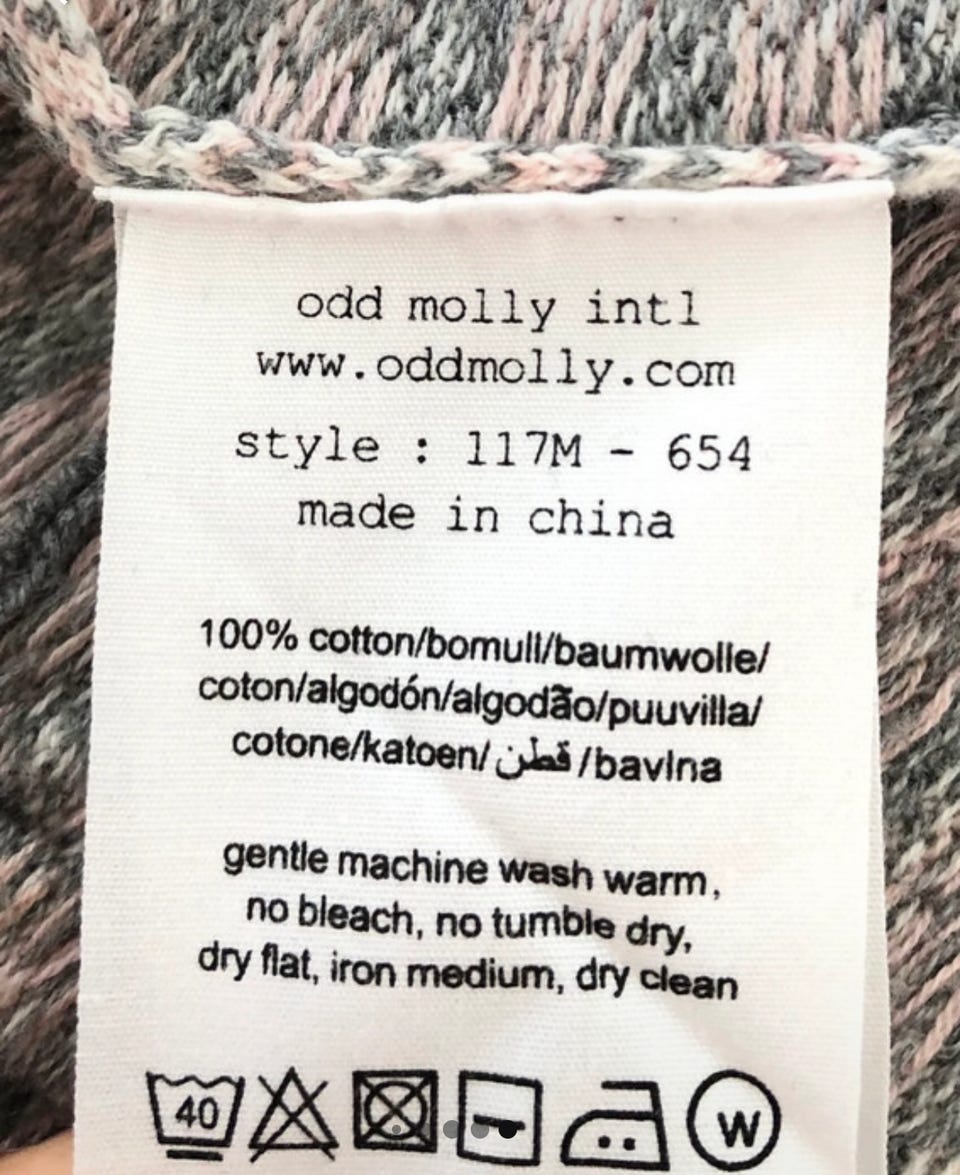 odd molly intl
www.oddmolly.com
style : 117M - 654
made in china
100% cotton/bomull/baumwolle/
coton/algodón/algodão/puuvilla/
cotone/katoen/قطن/bavlna
gentle machine wash warm,
no bleach, no tumble dry,
dry flat, iron medium, dry clean
40 W